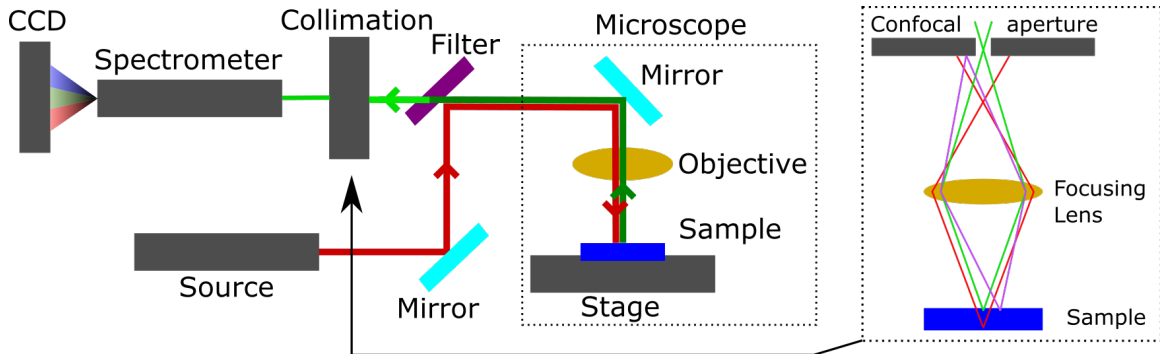 CCD
Spectrometer
Collimation
Filter
Microscope
Mirror
Objective
Sample
Stage
Source
Mirror
Confocal aperture
Focusing
Lens
Sample